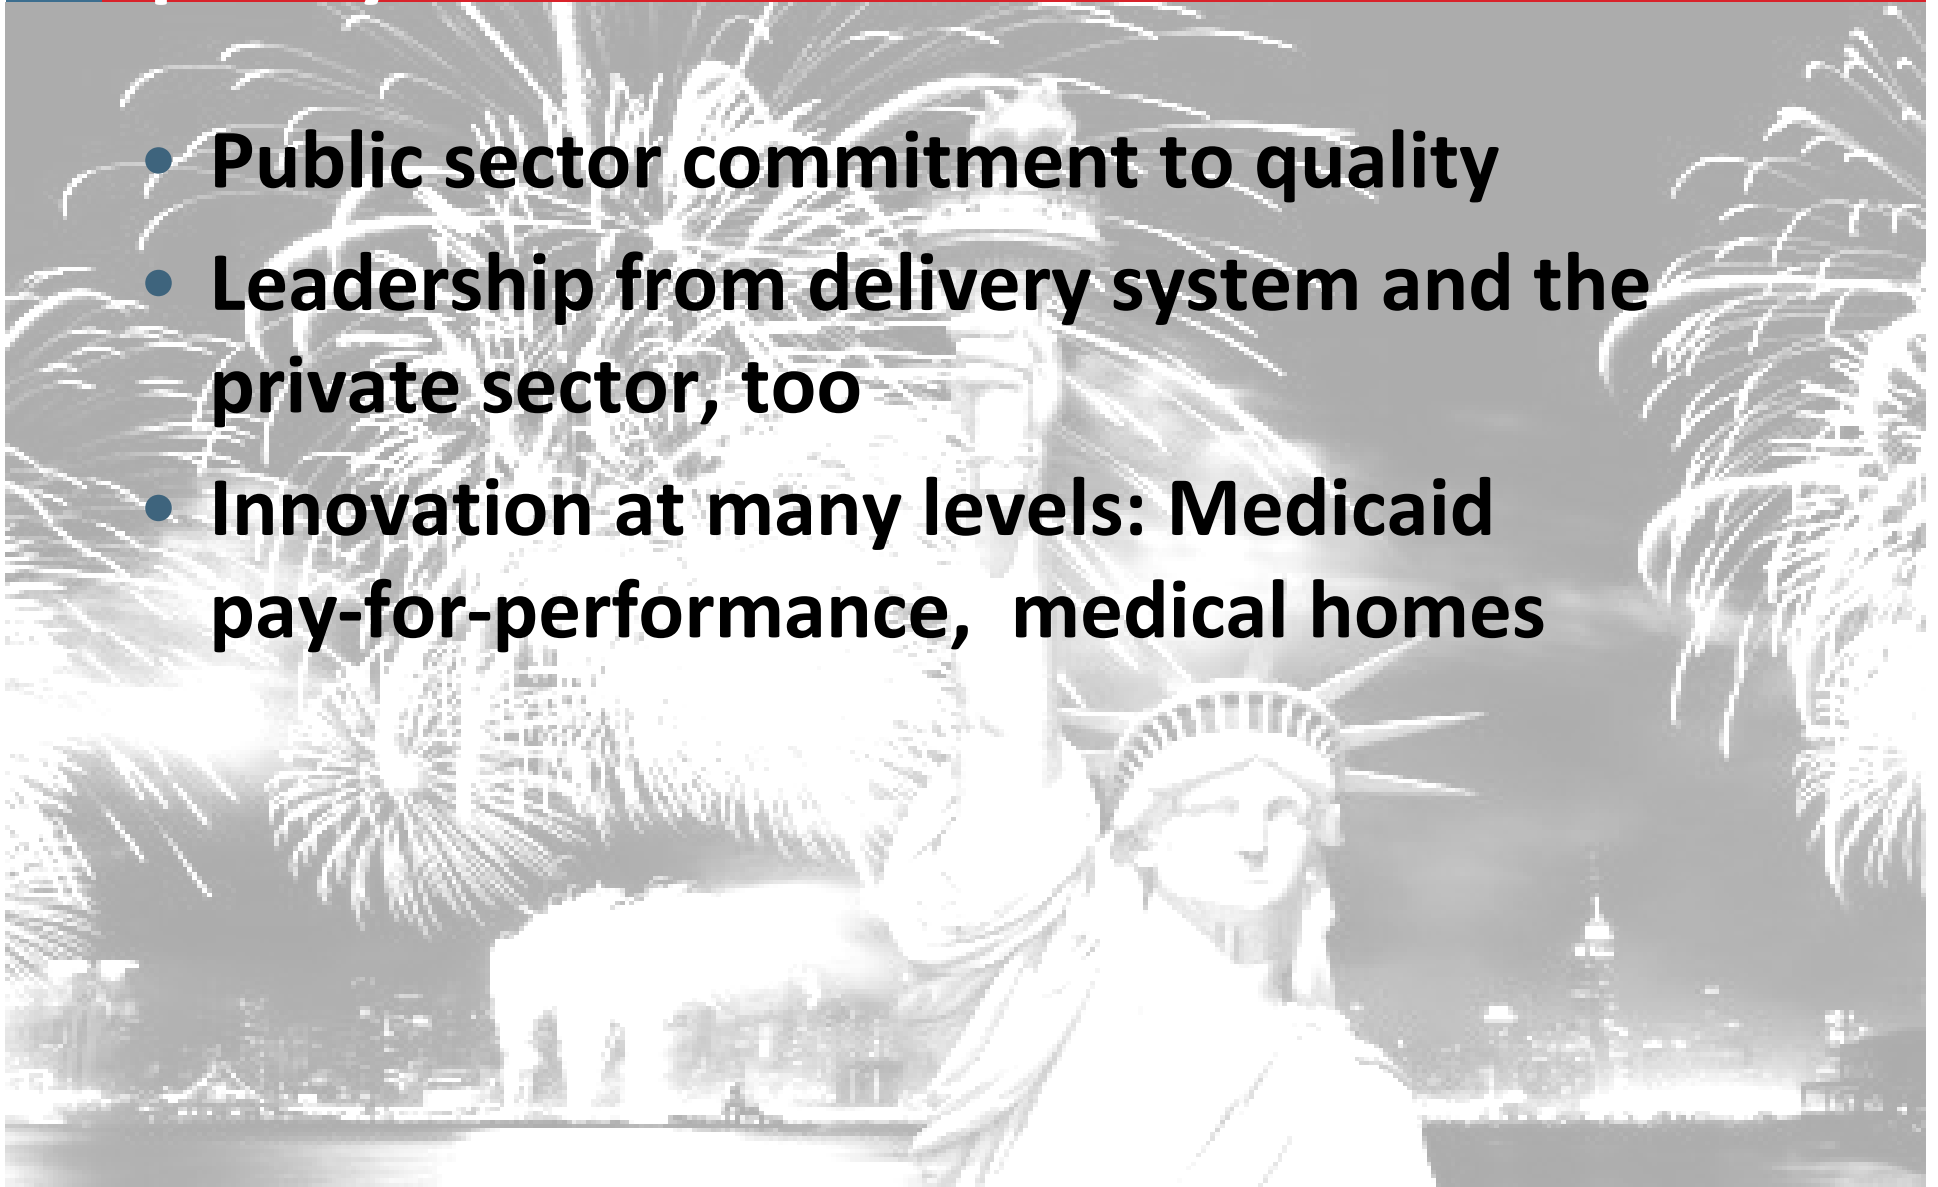 • Public sector commitment to quality
• Leadership from delivery system and the
private sector, too
• Innovation at many levels: Medicaid
pay-for-performance,  medical homes